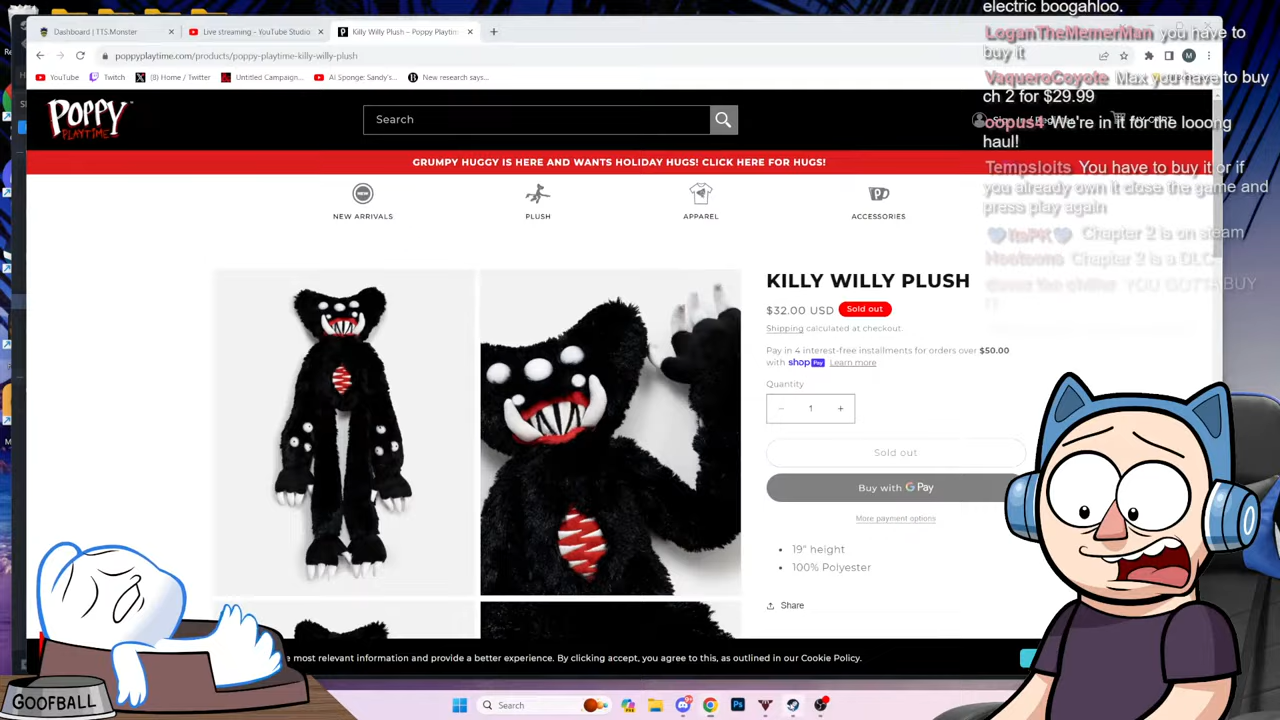 electric boogahloo.
LoganTheMemerMan you have to
buy it
VaqueroCoyote Max you have to buy
ch 2 for $29.99
oopus4 We're in it for the looong
haul!
Tempsloits You have to buy it or if
you already own it close the game and
press play again
ItsPK Chapter 2 is on steam
Chapter 2 is a DLC.
YOU GOTTA BUY
IT
Dashboard | TTS.Monster
Live streaming - YouTube Studio
Killy Willy Plush – Poppy Playtim
poppyplaytime.com/products/poppy-playtime-killy-willy-plush
M
YouTube
Twitch
(8) Home / Twitter
Untitled Campaign...
AI Sponge: Sandy's...
New research says...
POPPY
PLAYTIME
Search
GRUMPY HUGGY IS HERE AND WANTS HOLIDAY HUGS! CLICK HERE FOR HUGS!
NEW
NEW ARRIVALS
PLUSH
APPAREL
ACCESSORIES
KILLY WILLY PLUSH
$32.00 USD
Sold out
Shipping calculated at checkout.
Pay in 4 interest-free installments for orders over $50.00
with shop Pay Learn more
Quantity
− 1 +
Sold out
Buy with G Pay
More payment options
• 19" height
• 100% Polyester
Share
most relevant information and provide a better experience. By clicking accept, you agree to this, as outlined in our Cookie Policy.
GOOFBALL
Search